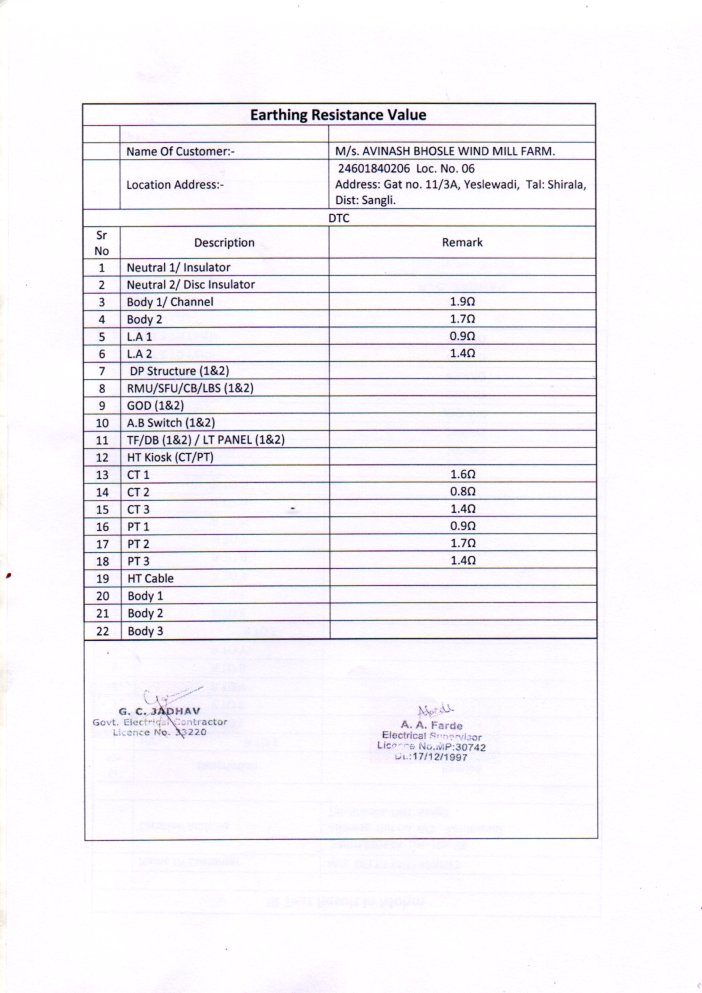 Earthing Resistance Value
Name Of Customer:- M/s. AVINASH BHOSLE WIND MILL FARM.
Location Address:- 24601840206 Loc. No. 06
Address: Gat no. 11/3A, Yeslewadi, Tal: Shirala,
Dist: Sangli.
DTC
Sr No Description Remark
1 Neutral 1/ Insulator
2 Neutral 2/ Disc Insulator
3 Body 1/ Channel 1.9Ω
4 Body 2 1.7Ω
5 L.A 1 0.9Ω
6 L.A 2 1.4Ω
7 DP Structure (1&2)
8 RMU/SFU/CB/LBS (1&2)
9 GOD (1&2)
10 A.B Switch (1&2)
11 TF/DB (1&2) / LT PANEL (1&2)
12 HT Kiosk (CT/PT)
13 CT 1 1.6Ω
14 CT 2 0.8Ω
15 CT 3 1.4Ω
16 PT 1 0.9Ω
17 PT 2 1.7Ω
18 PT 3 1.4Ω
19 HT Cable
20 Body 1
21 Body 2
22 Body 3
G. C. JADHAV
Govt. Electrical Contractor
Licence No. 33220
A. A. Farde
Electrical Supervisor
Licence No.MP:30742
Dt.:17/12/1997